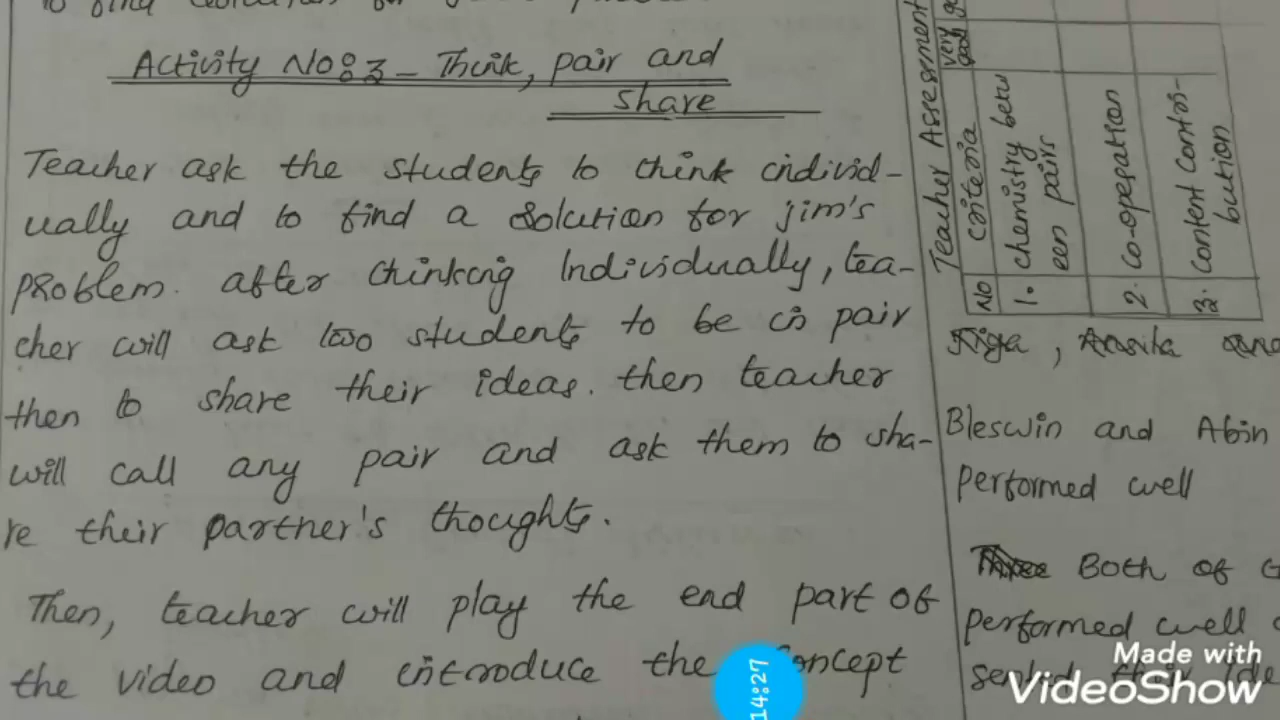 Activity No: 3 - Think, pair and
share
Teacher ask the students to think individ-
ually and to find a solution for jim's
problem. after thinking Individually, tea-
cher will ask two students to be in pair
then to share their ideas. then teacher
will call any pair and ask them to sha-
re their partner's thoughts.
Then, teacher will play the end part of
the video and introduce the concept
Teacher Assessment
No criteria very good
1. chemistry betw
een pairs
2. co-operation
3. content contri-
bution
Bleswin and Abin
performed well
Both of
performed well
14:27
Made with
VideoShow